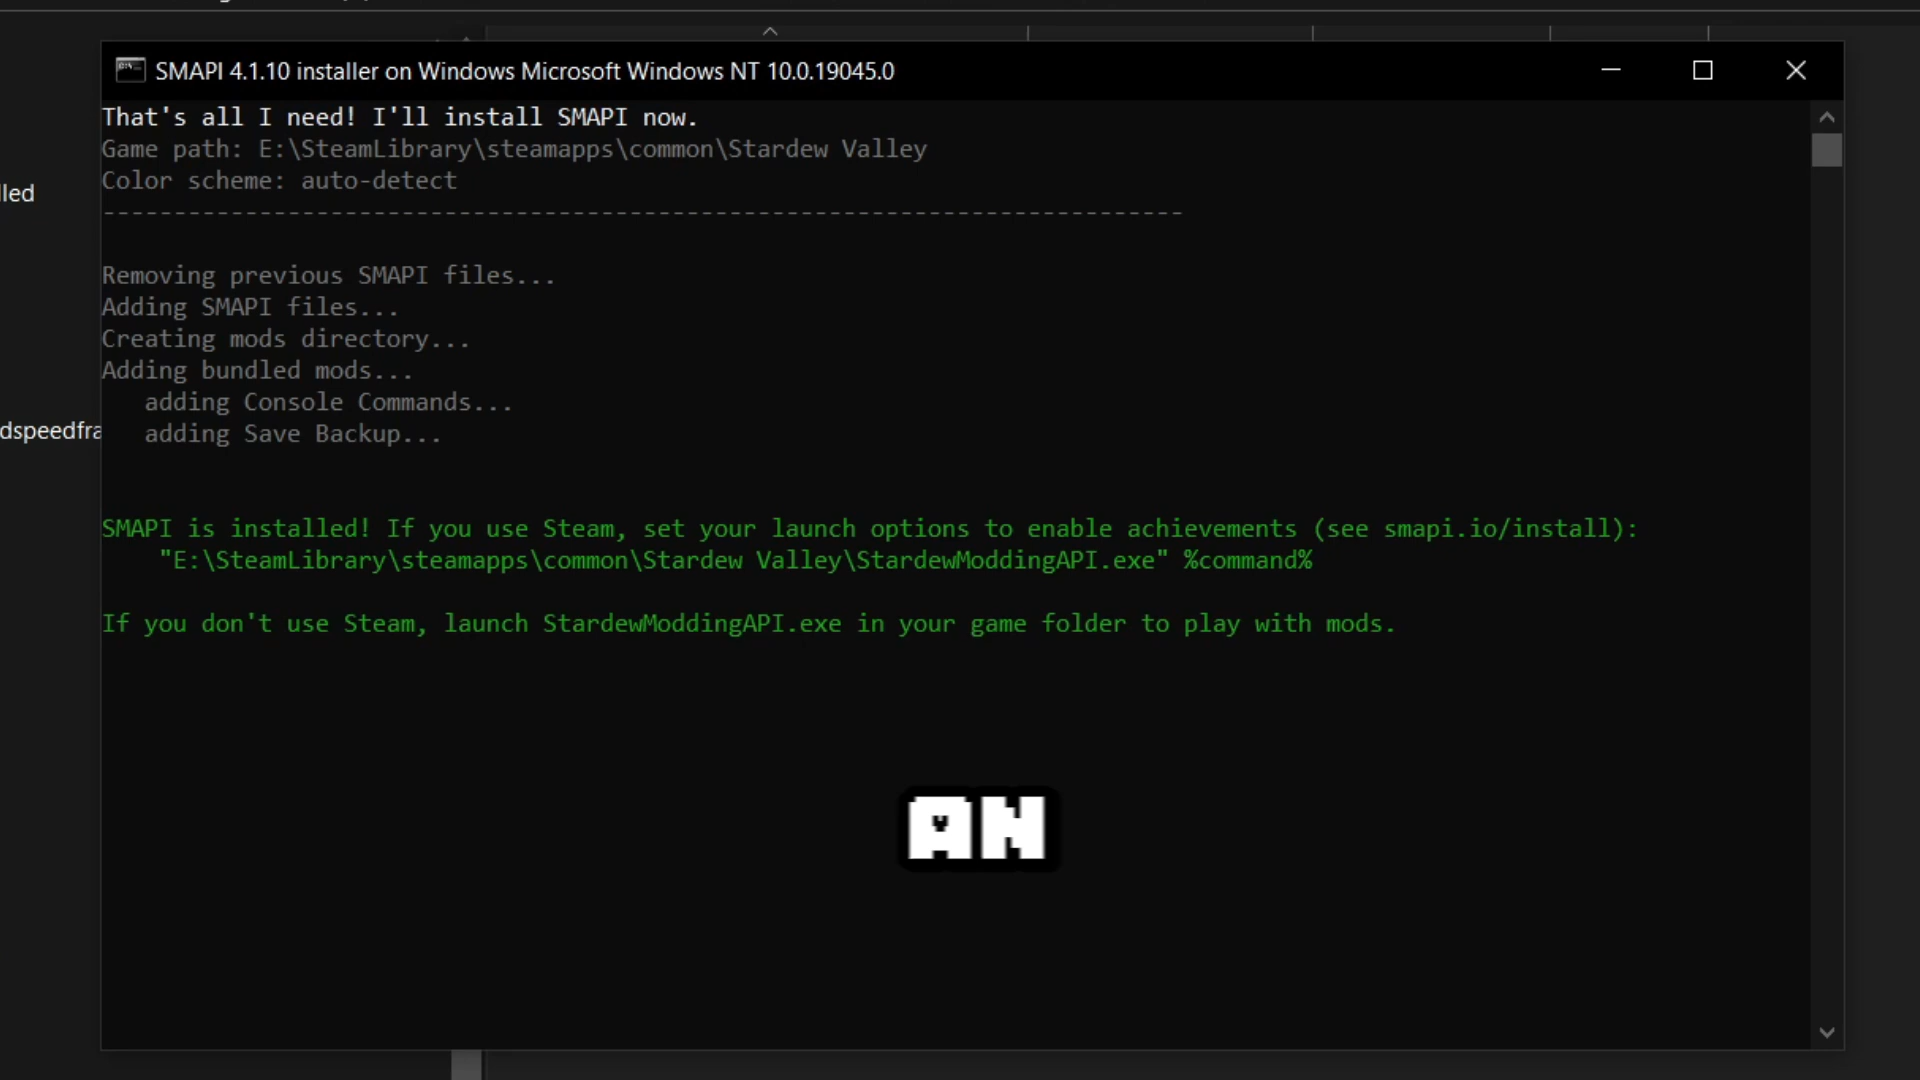 SMAPI 4.1.10 installer on Windows Microsoft Windows NT 10.0.19045.0
That's all I need! I'll install SMAPI now.
Game path: E:\SteamLibrary\steamapps\common\Stardew Valley
Color scheme: auto-detect
----------------------------------------------------------------------------
lled
Removing previous SMAPI files...
Adding SMAPI files...
Creating mods directory...
Adding bundled mods...
adding Console Commands...
adding Save Backup...
dspeedfra
SMAPI is installed! If you use Steam, set your launch options to enable achievements (see smapi.io/install):
"E:\SteamLibrary\steamapps\common\Stardew Valley\StardewModdingAPI.exe" %command%
If you don't use Steam, launch StardewModdingAPI.exe in your game folder to play with mods.
AN